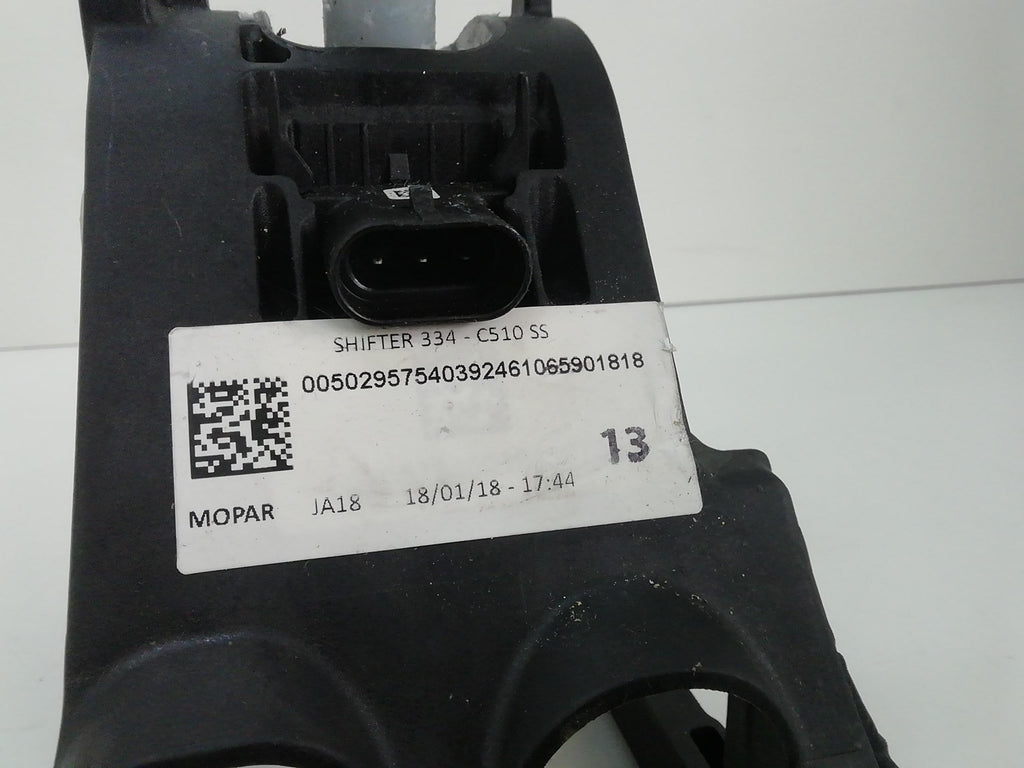 SHIFTER 334 - C510 SS
00502957540392461065901818
13
MOPAR JA18 18/01/18 - 17:44